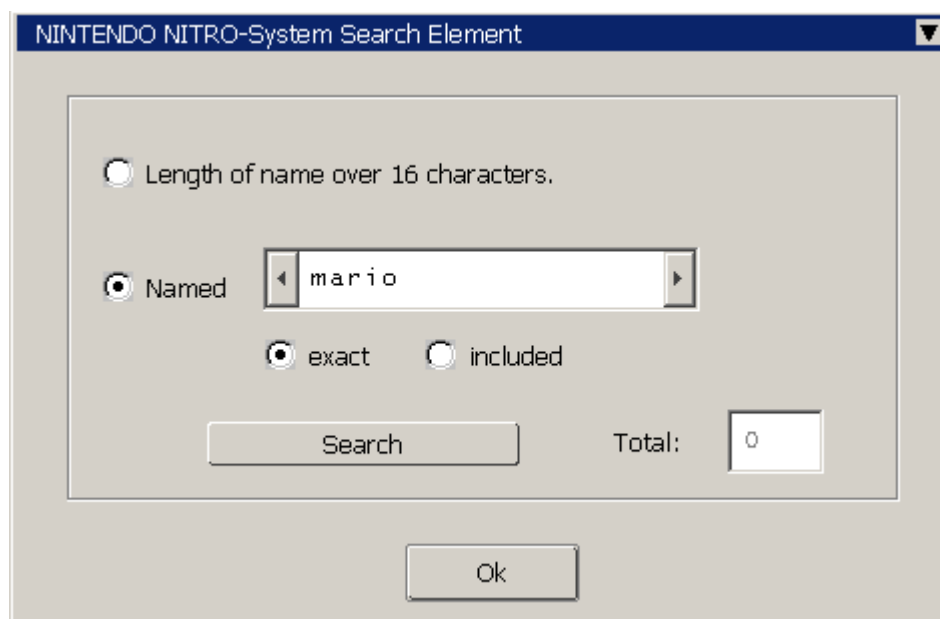 NINTENDO NITRO-System Search Element
Length of name over 16 characters.
Named mario
exact included
Search Total: 0
Ok